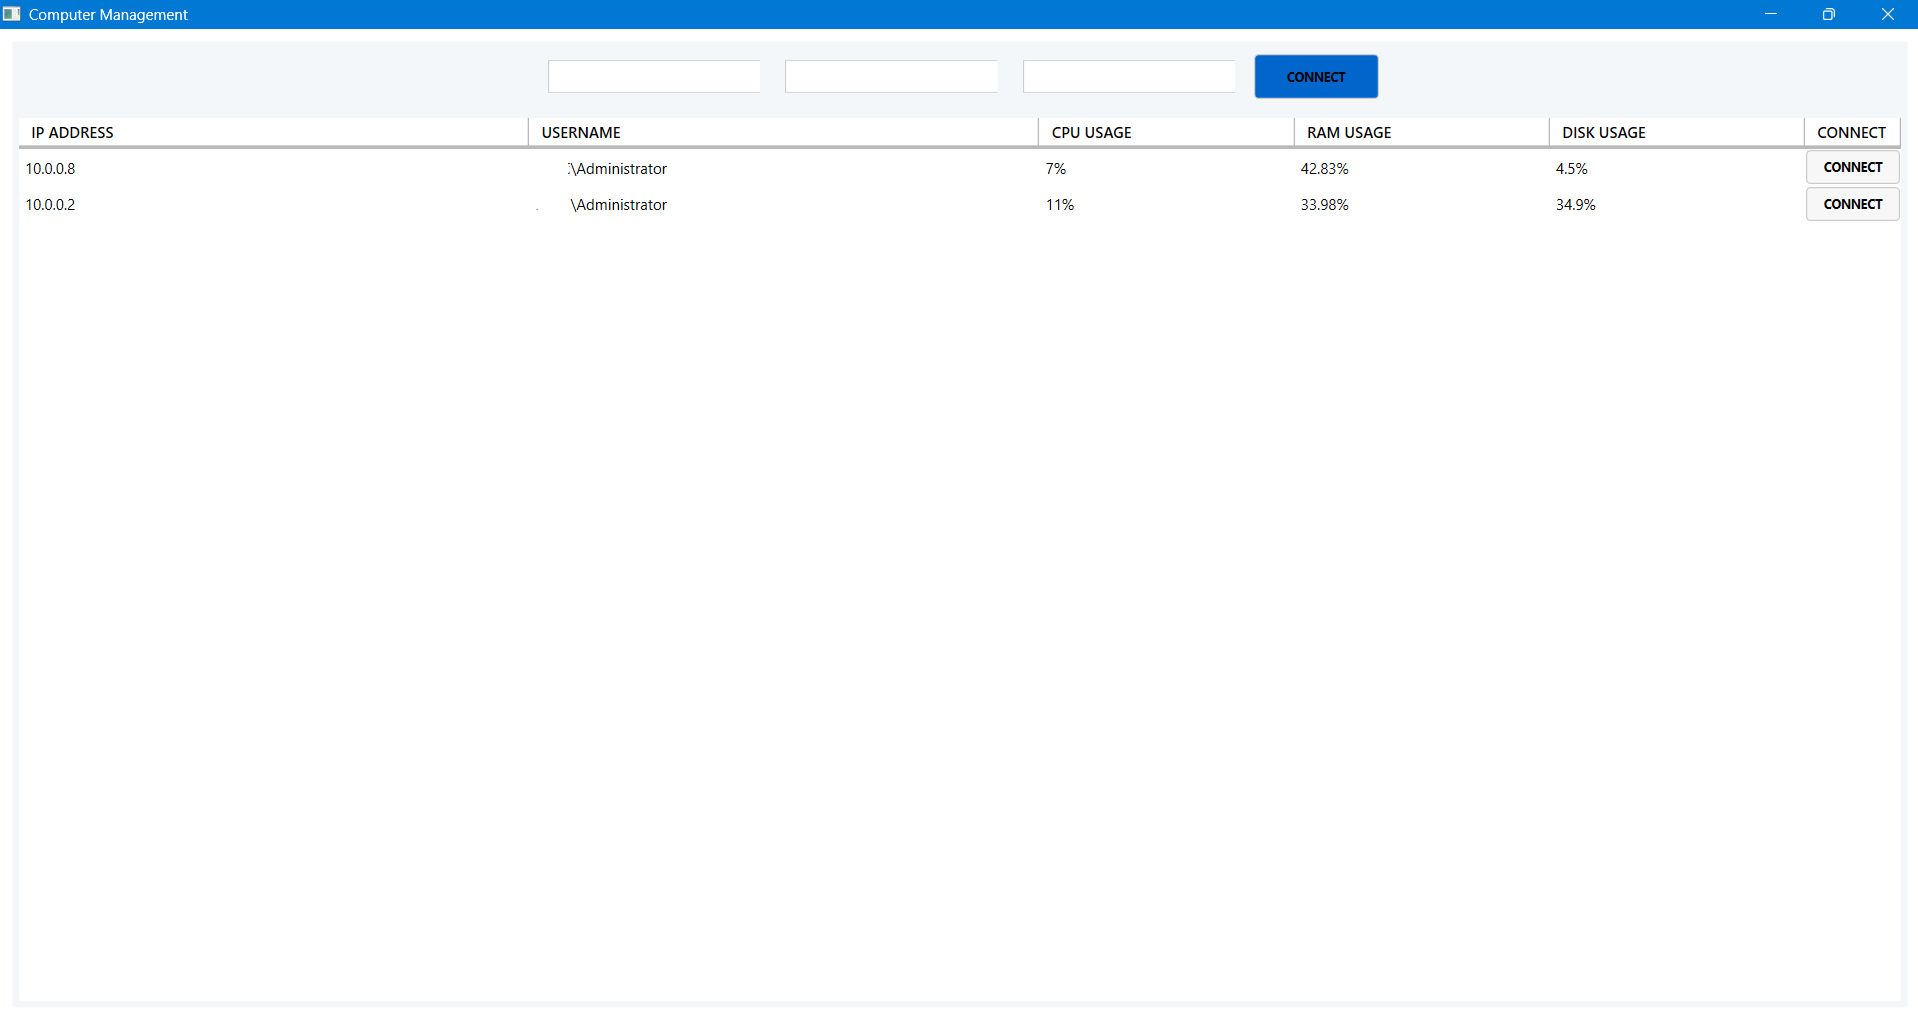 Computer Management
CONNECT
IP ADDRESS USERNAME CPU USAGE RAM USAGE DISK USAGE CONNECT
10.0.0.8 \Administrator 7% 42.83% 4.5% CONNECT
10.0.0.2 \Administrator 11% 33.98% 34.9% CONNECT